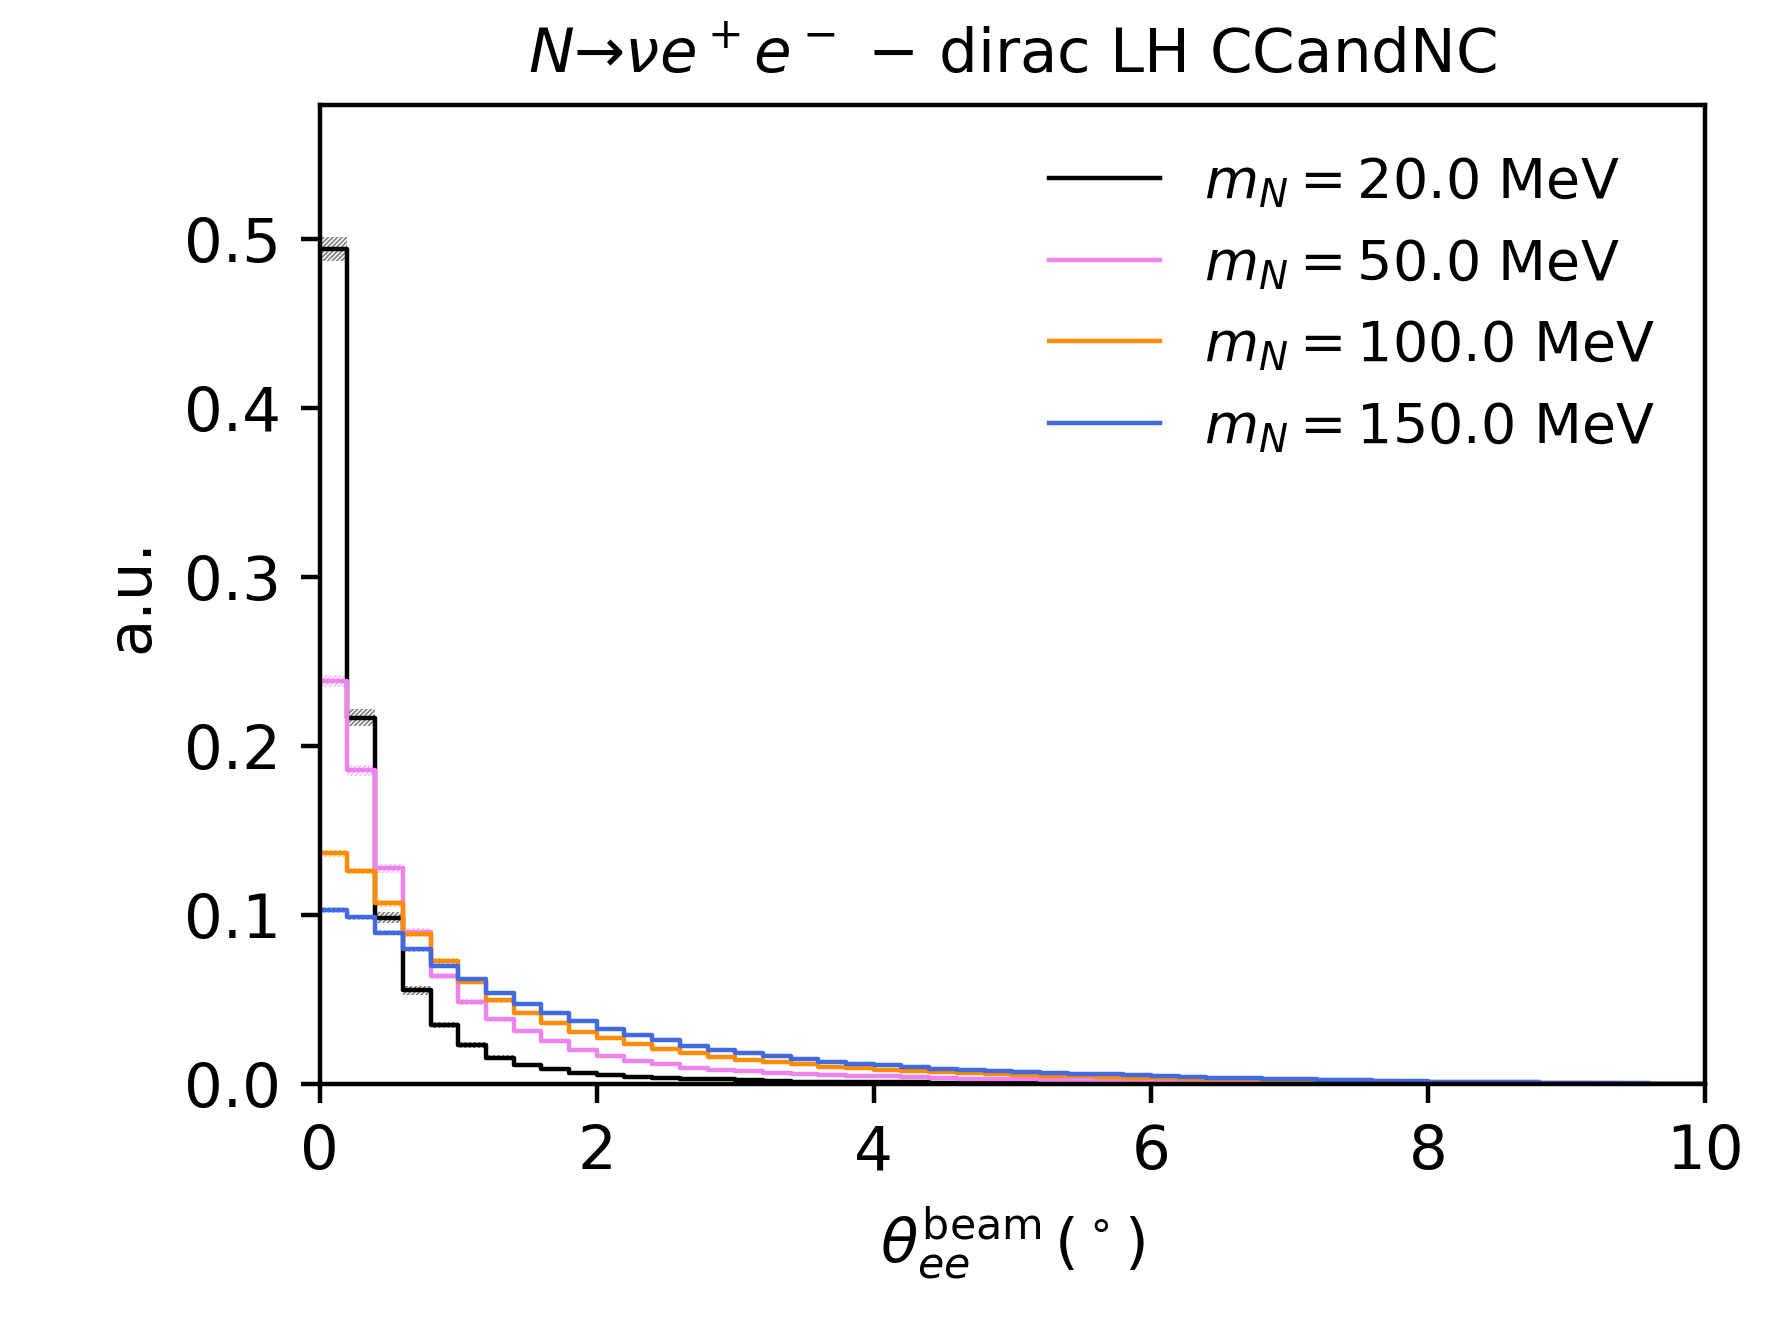 N→νe⁺e⁻ − dirac LH CCandNC
m_N = 20.0 MeV
m_N = 50.0 MeV
m_N = 100.0 MeV
m_N = 150.0 MeV
a.u.
0.5
0.4
0.3
0.2
0.1
0.0
0 2 4 6 8 10
θ_{ee}^{beam} (°)